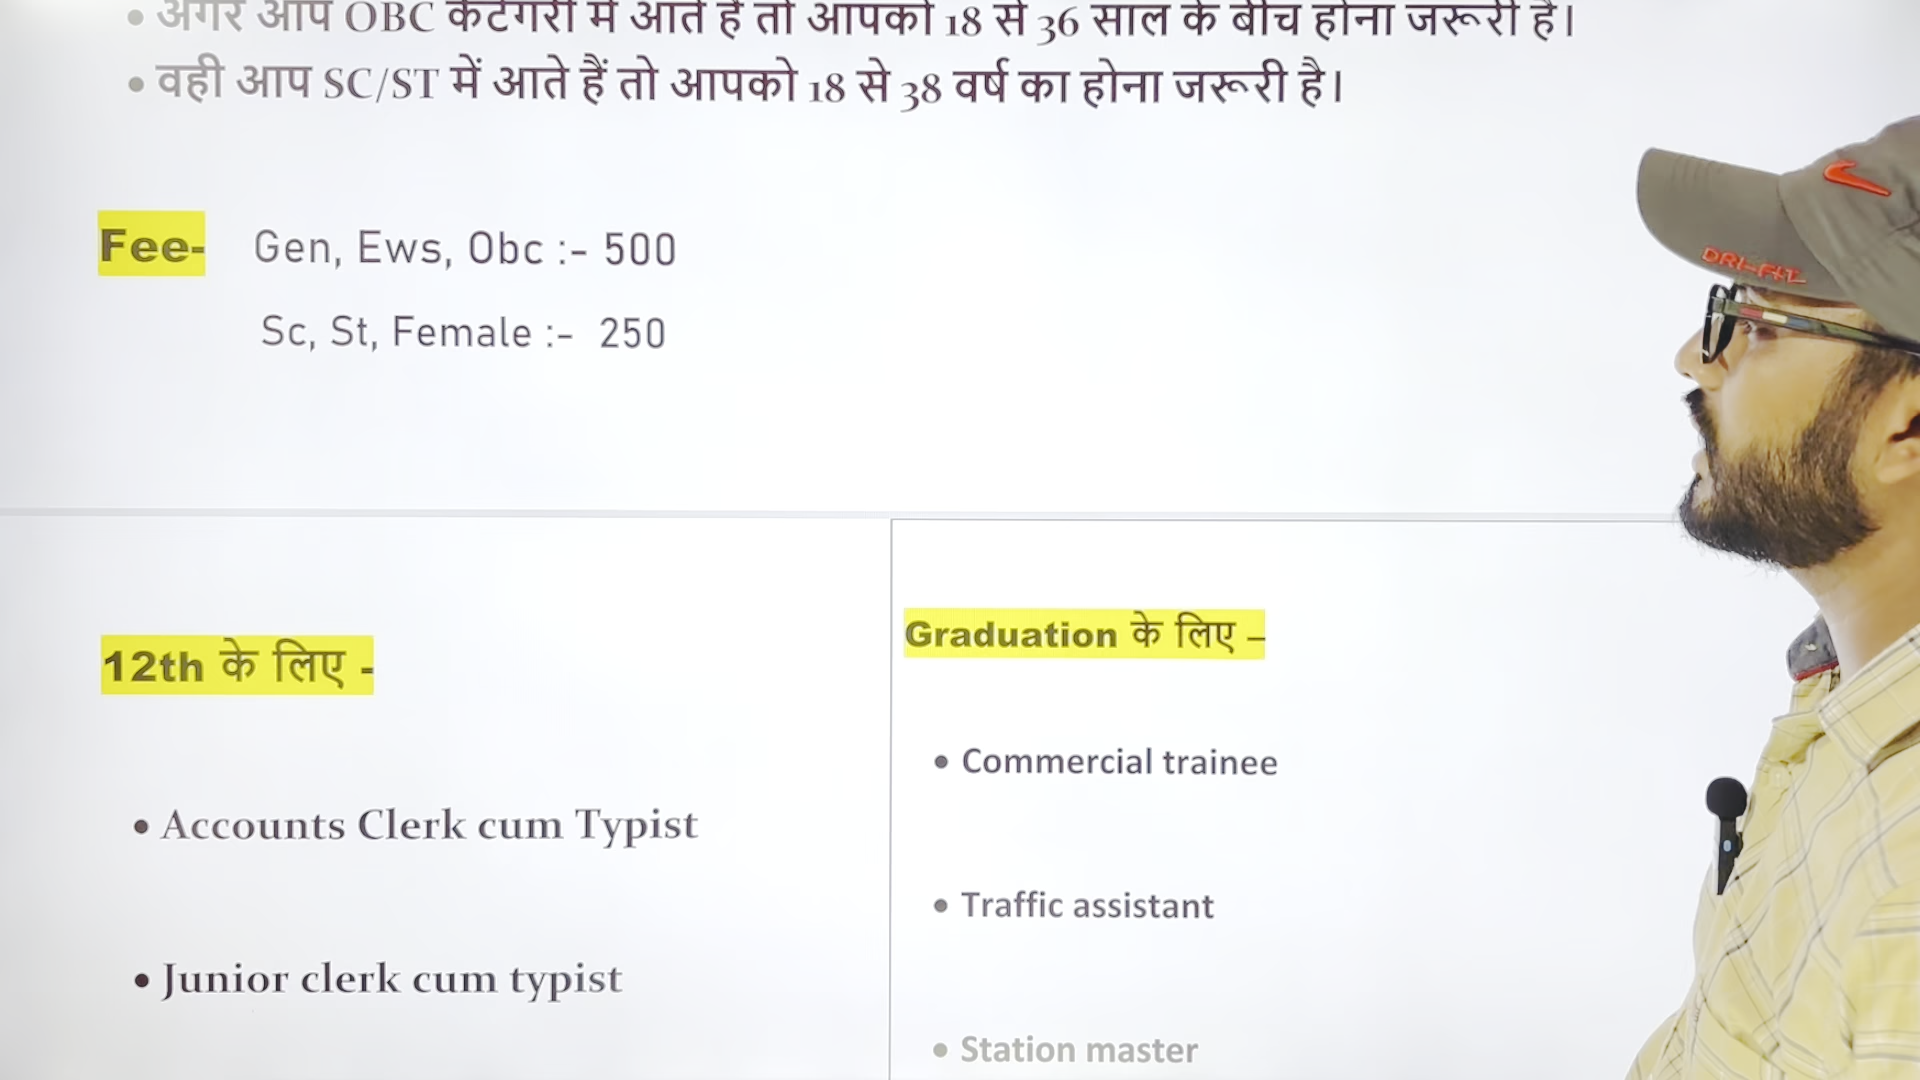 • अगर आप OBC कैटेगरी में आते हैं तो आपको 18 से 36 साल के बीच होना जरूरी है।
• वही आप SC/ST में आते हैं तो आपको 18 से 38 वर्ष का होना जरूरी है।
Fee- Gen, Ews, Obc :- 500
Sc, St, Female :- 250
DRI-FIT
12th के लिए -
• Accounts Clerk cum Typist
• Junior clerk cum typist
Graduation के लिए –
• Commercial trainee
• Traffic assistant
• Station master